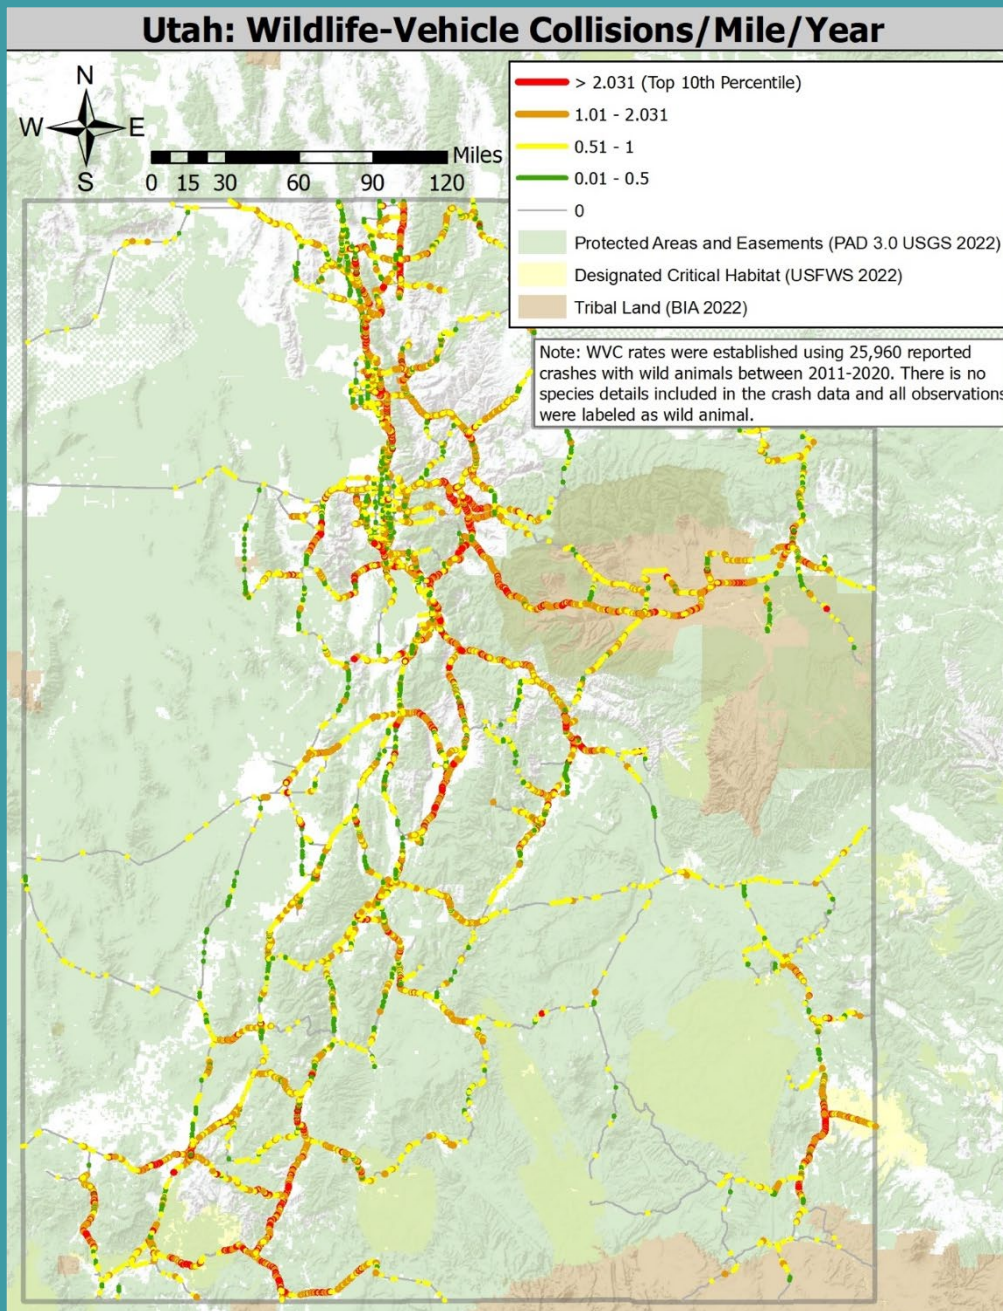 Utah: Wildlife-Vehicle Collisions/Mile/Year
N
W E
S
Miles
0 15 30 60 90 120
> 2.031 (Top 10th Percentile)
1.01 - 2.031
0.51 - 1
0.01 - 0.5
0
Protected Areas and Easements (PAD 3.0 USGS 2022)
Designated Critical Habitat (USFWS 2022)
Tribal Land (BIA 2022)
Note: WVC rates were established using 25,960 reported
crashes with wild animals between 2011-2020. There is no
species details included in the crash data and all observations
were labeled as wild animal.